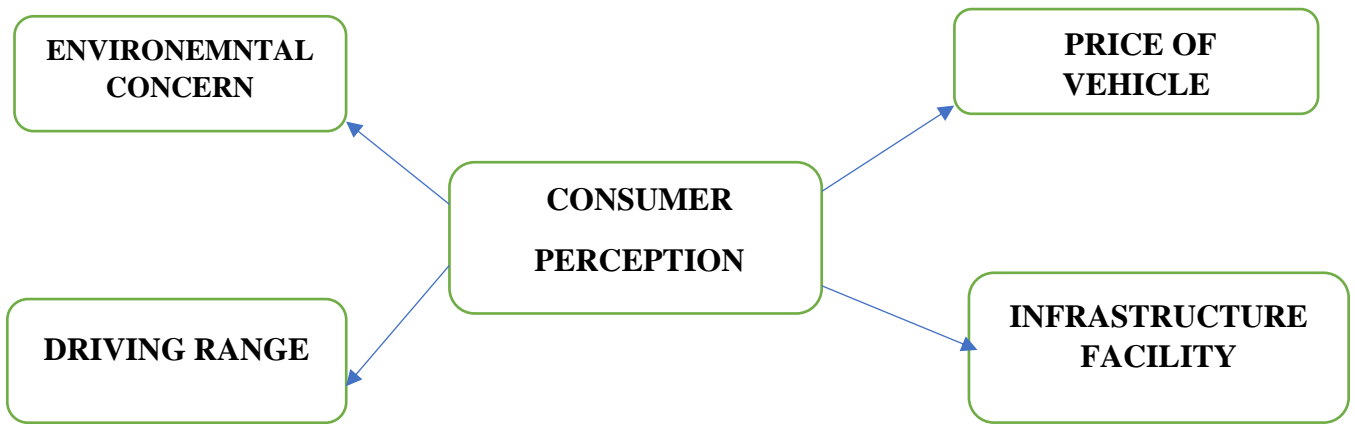 ENVIRONEMNTAL
CONCERN
PRICE OF
VEHICLE
CONSUMER
PERCEPTION
DRIVING RANGE
INFRASTRUCTURE
FACILITY